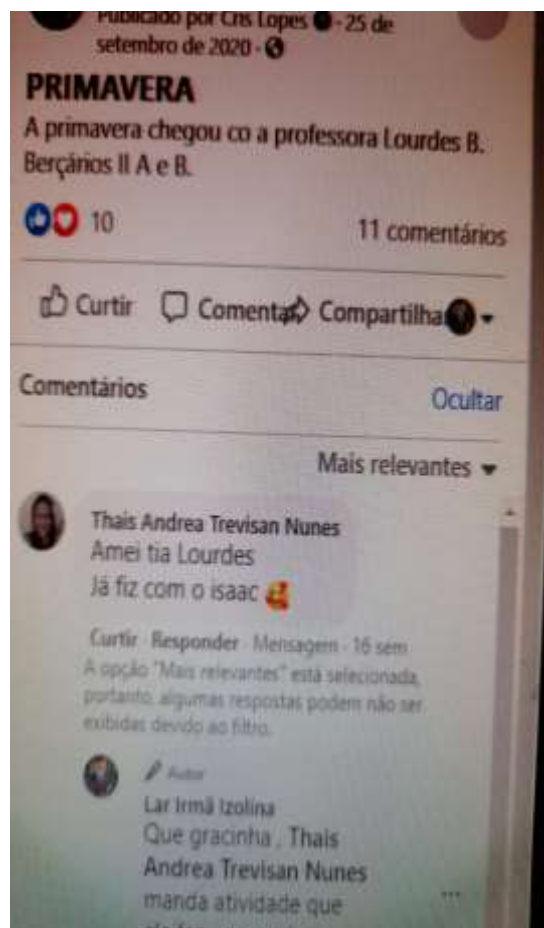 Publicado por Cris Lopes · 25 de
setembro de 2020 ·
PRIMAVERA
A primavera chegou co a professora Lourdes B.
Berçários II A e B.
10
11 comentários
Curtir Comentar Compartilha
Comentários
Ocultar
Mais relevantes
Thais Andrea Trevisan Nunes
Amei tia Lourdes
Já fiz com o isaac 🥰
Curtir · Responder · Mensagem · 16 sem
A opção "Mais relevantes" está selecionada,
portanto, algumas respostas podem não ser
exibidas devido ao filtro.
Autor
Lar Irmã Izolina
Que gracinha , Thais
Andrea Trevisan Nunes
manda atividade que